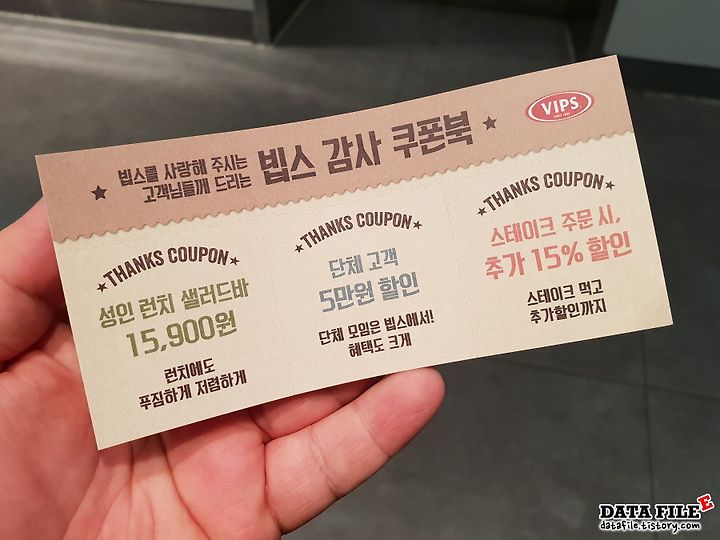 빕스를 사랑해 주시는
고객님들께 드리는
빕스 감사 쿠폰북
VIPS
THANKS COUPON
성인 런치 샐러드바
15,900원
런치에도
푸짐하게 저렴하게
THANKS COUPON
단체 고객
5만원 할인
단체 모임은 빕스에서!
혜택도 크게
THANKS COUPON
스테이크 주문 시,
추가 15% 할인
스테이크 먹고
추가할인까지
DATA FILE
datafile.tistory.com